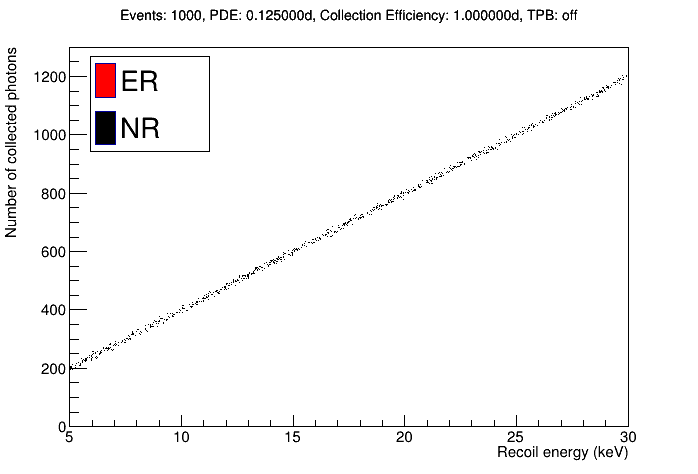 Events: 1000, PDE: 0.125000d, Collection Efficiency: 1.000000d, TPB: off
Number of collected photons
ER
NR
1200
1000
800
600
400
200
0
5 10 15 20 25 30
Recoil energy (keV)